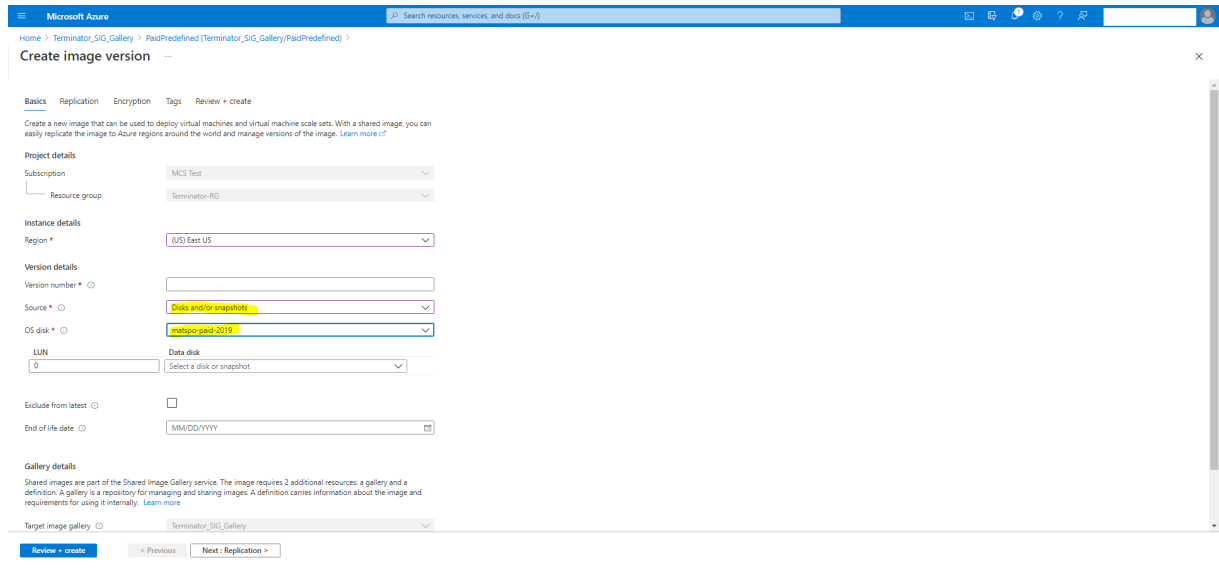 Microsoft Azure
Search resources, services, and docs (G+/)
1
Home > Terminator_SIG_Gallery > PaidPredefined (Terminator_SIG_Gallery/PaidPredefined) >
Create image version ...
Basics Replication Encryption Tags Review + create
Create a new image that can be used to deploy virtual machines and virtual machine scale sets. With a shared image, you can
easily replicate the image to Azure regions around the world and manage versions of the image. Learn more
Project details
Subscription MCS Test
Resource group Terminator-RG
Instance details
Region * (US) East US
Version details
Version number *
Source * Disks and/or snapshots
OS disk * matspo-paid-2019
LUN Data disk
0 Select a disk or snapshot
Exclude from latest
End of life date MM/DD/YYYY
Gallery details
Shared images are part of the Shared Image Gallery service. The image requires 2 additional resources: a gallery and a
definition. A gallery is a repository for managing and sharing images. A definition carries information about the image and
requirements for using it internally. Learn more
Target image gallery Terminator_SIG_Gallery
Review + create < Previous Next : Replication >